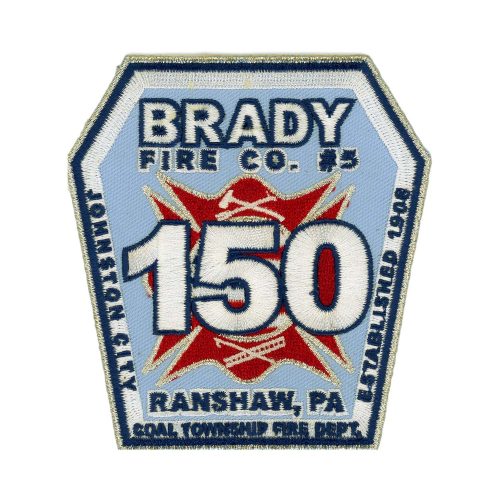 BRADY
FIRE CO. #5
JOHNSTON CITY
150
ESTABLISHED 1908
RANSHAW, PA
COAL TOWNSHIP FIRE DEPT.